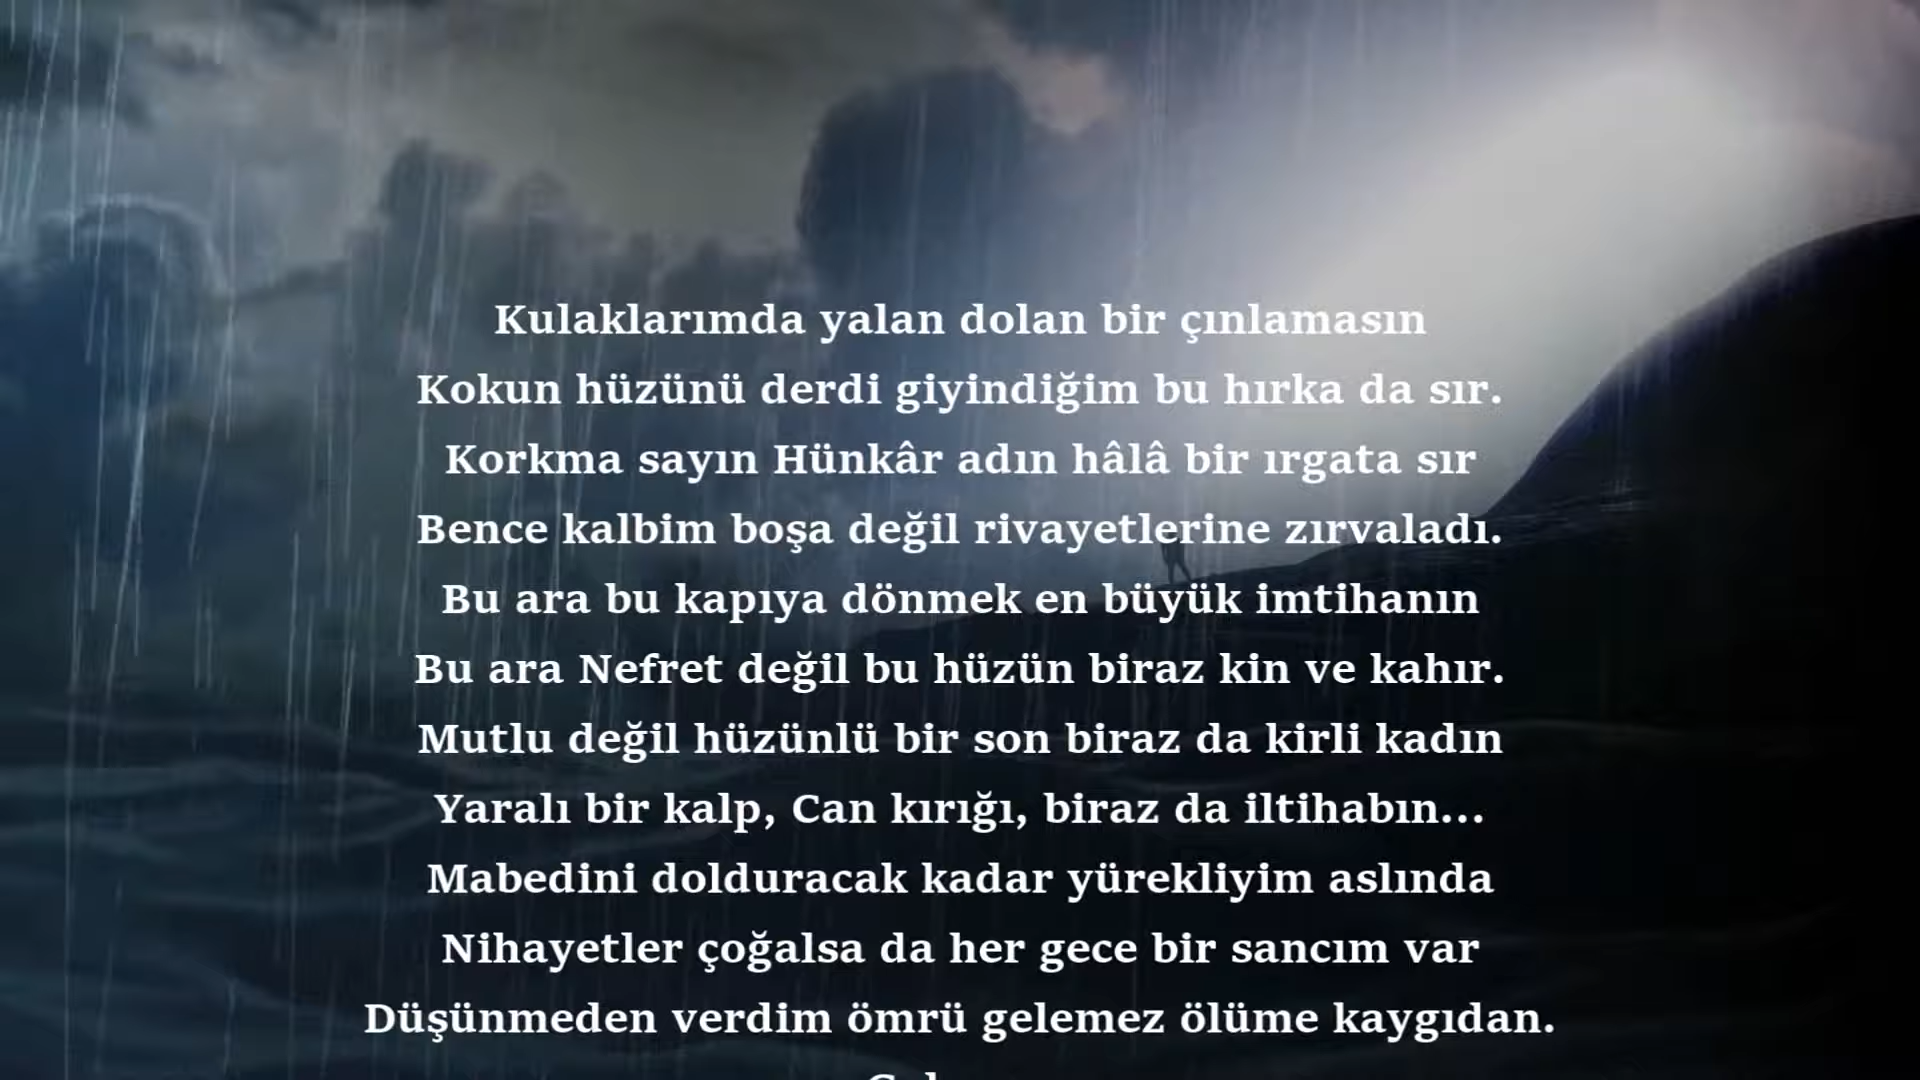 Kulaklarımda yalan dolan bir çınlamasın
Kokun hüzünü derdi giyindiğim bu hırka da sır.
Korkma sayın Hünkâr adın hâlâ bir ırgata sır
Bence kalbim boşa değil rivayetlerine zırvaladı.
Bu ara bu kapıya dönmek en büyük imtihanın
Bu ara Nefret değil bu hüzün biraz kin ve kahır.
Mutlu değil hüzünlü bir son biraz da kirli kadın
Yaralı bir kalp, Can kırığı, biraz da iltihabın...
Mabedini dolduracak kadar yürekliyim aslında
Nihayetler çoğalsa da her gece bir sancım var
Düşünmeden verdim ömrü gelemez ölüme kaygıdan.